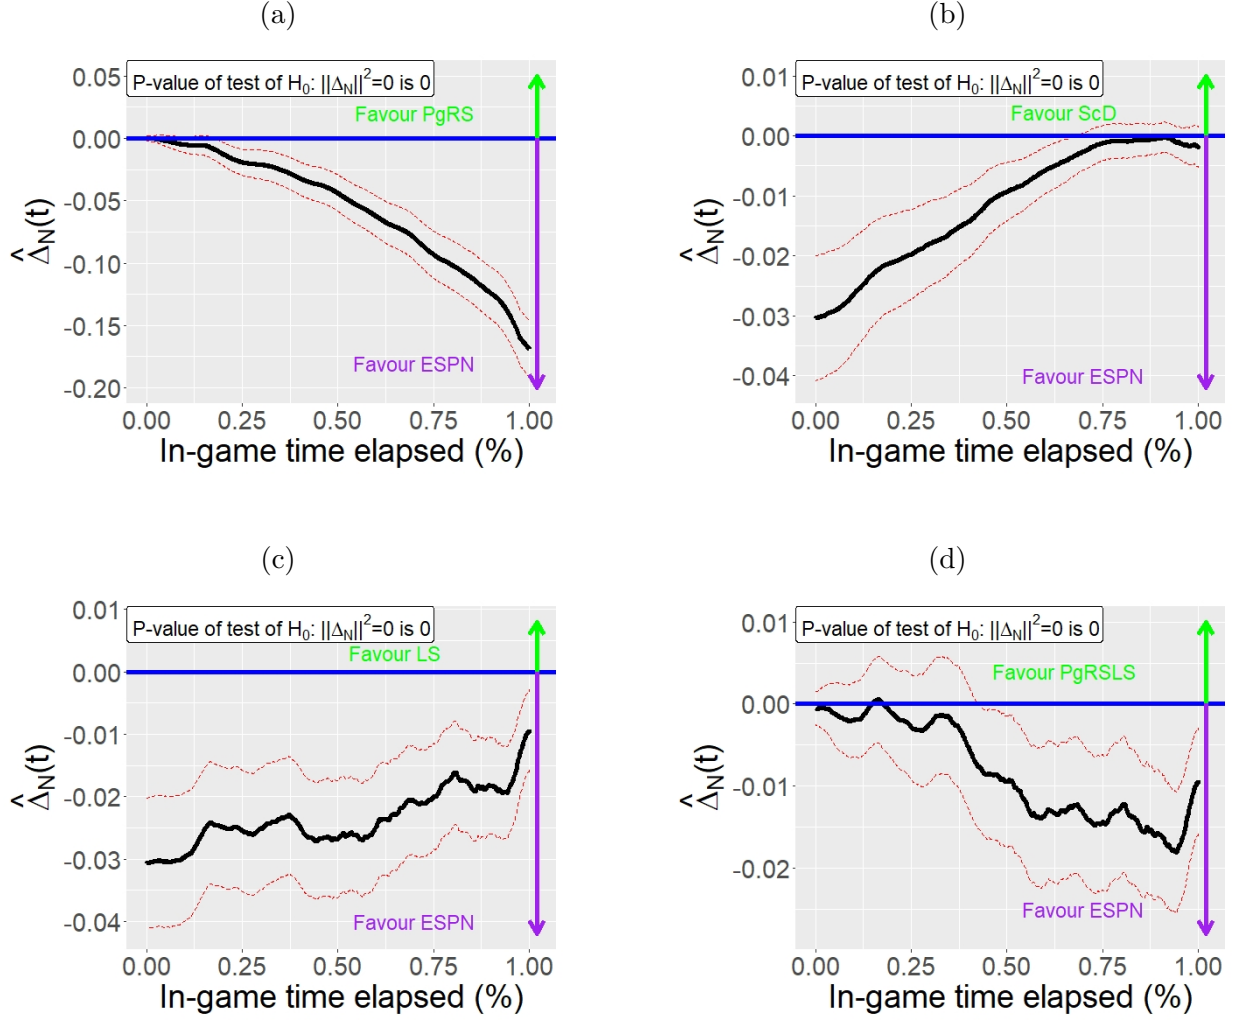 (a)
P-value of test of H₀: ||Δ_N||²=0 is 0
Favour PgRS
Favour ESPN
0.05
0.00
-0.05
-0.10
-0.15
-0.20
Δ̂_N(t)
0.00 0.25 0.50 0.75 1.00
In-game time elapsed (%)
(b)
P-value of test of H₀: ||Δ_N||²=0 is 0
Favour ScD
Favour ESPN
0.01
0.00
-0.01
-0.02
-0.03
-0.04
Δ̂_N(t)
0.00 0.25 0.50 0.75 1.00
In-game time elapsed (%)
(c)
P-value of test of H₀: ||Δ_N||²=0 is 0
Favour LS
Favour ESPN
0.01
0.00
-0.01
-0.02
-0.03
-0.04
Δ̂_N(t)
0.00 0.25 0.50 0.75 1.00
In-game time elapsed (%)
(d)
P-value of test of H₀: ||Δ_N||²=0 is 0
Favour PgRSLS
Favour ESPN
0.01
0.00
-0.01
-0.02
Δ̂_N(t)
0.00 0.25 0.50 0.75 1.00
In-game time elapsed (%)